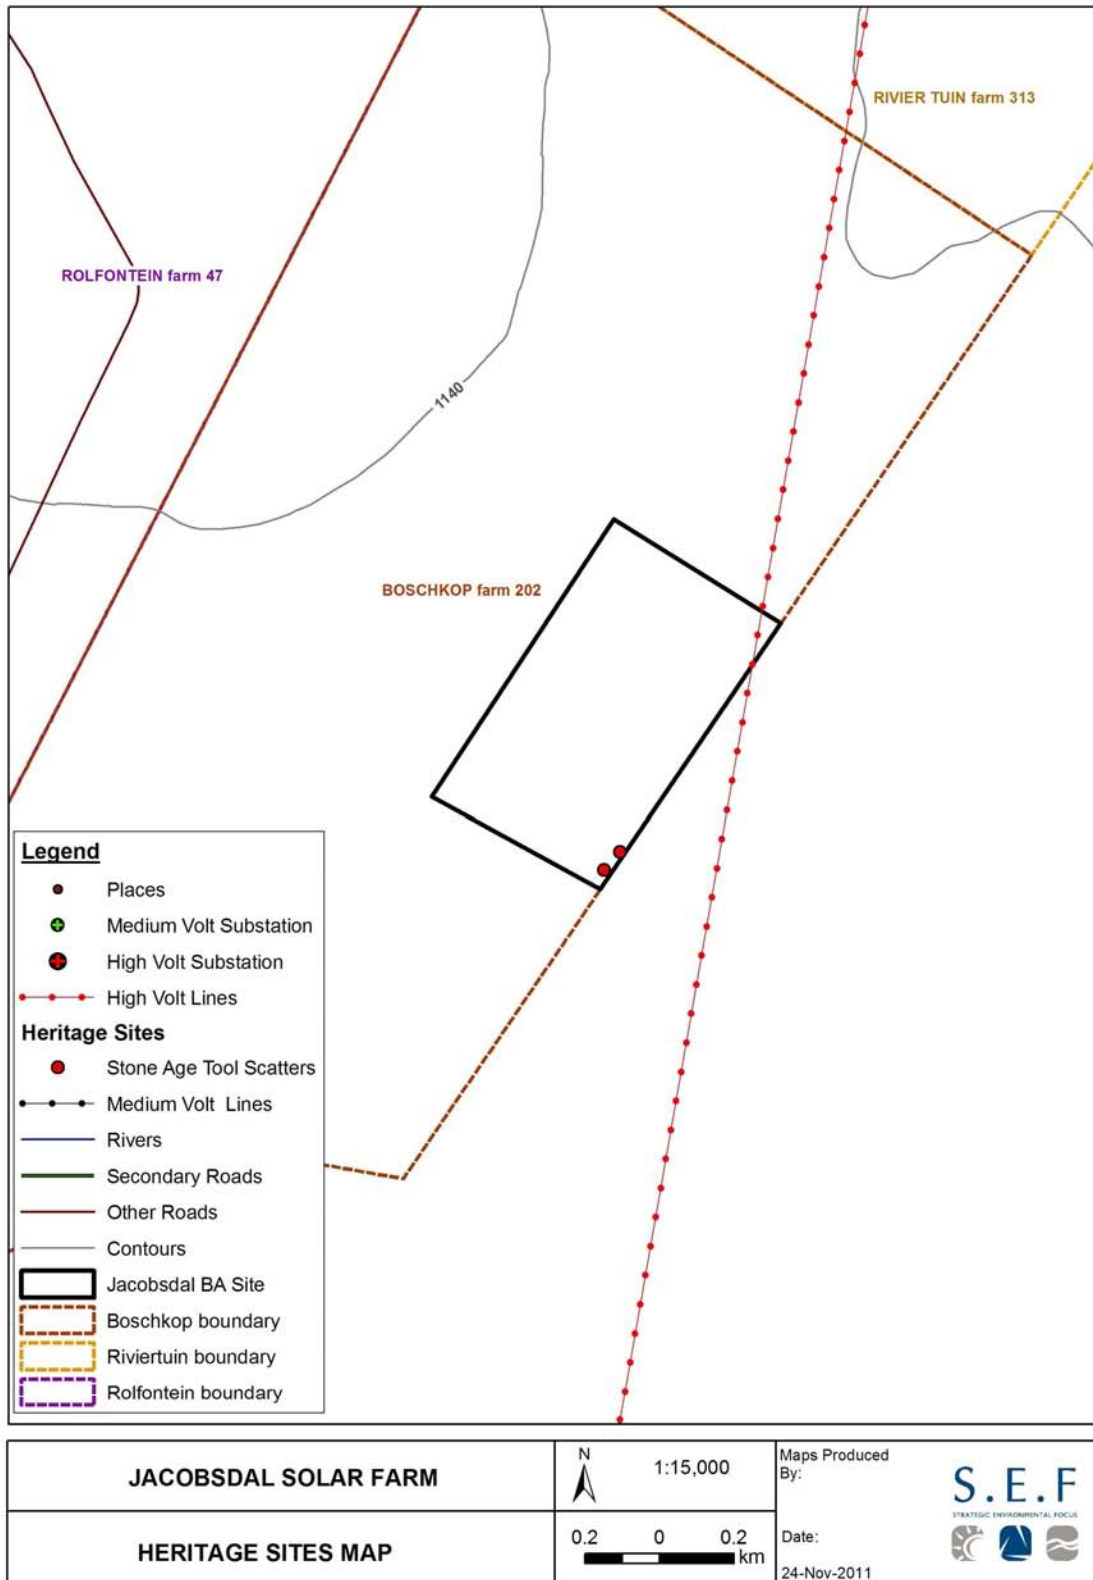 RIVIER TUIN farm 313
ROLFONTEIN farm 47
1140
BOSCHKOP farm 202
Legend
Places
Medium Volt Substation
High Volt Substation
High Volt Lines
Heritage Sites
Stone Age Tool Scatters
Medium Volt Lines
Rivers
Secondary Roads
Other Roads
Contours
Jacobsdal BA Site
Boschkop boundary
Riviertuin boundary
Rolfontein boundary
JACOBSDAL SOLAR FARM
HERITAGE SITES MAP
N
1:15,000
0.2 0 0.2
km
Maps Produced
By:
S.E.F
STRATEGIC ENVIRONMENTAL FOCUS
Date:
24-Nov-2011